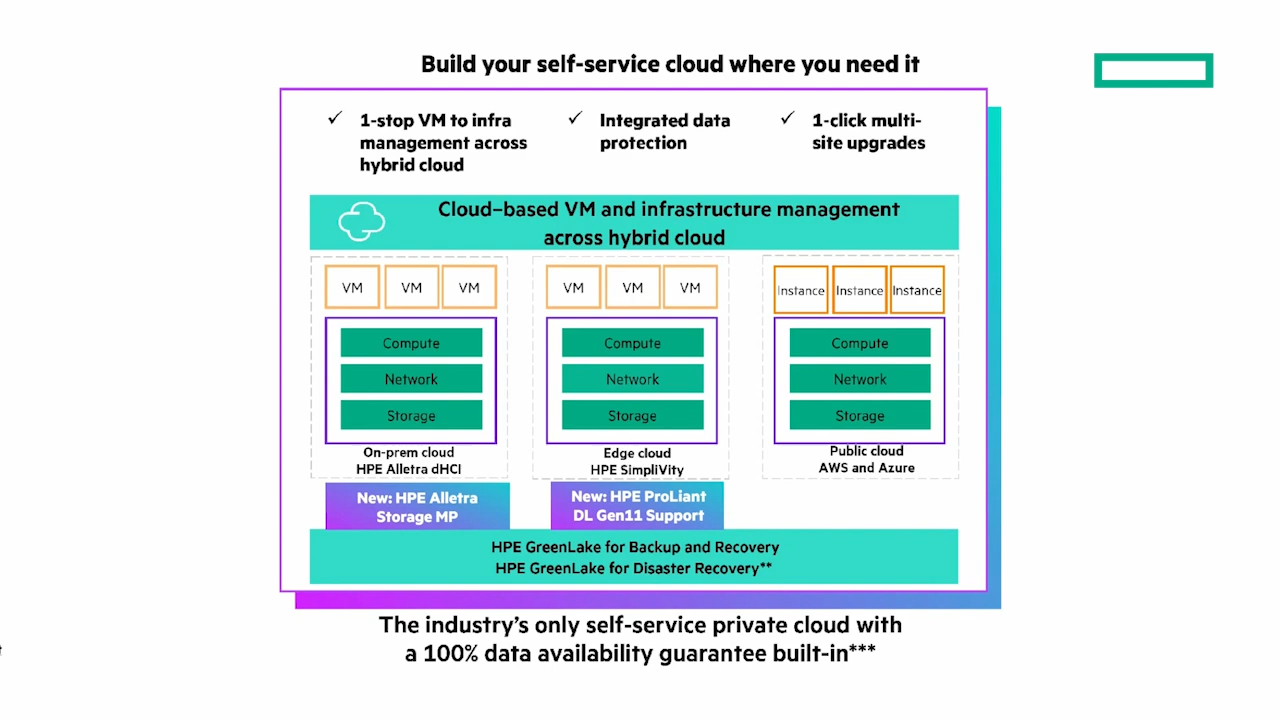 Build your self-service cloud where you need it
✓ 1-stop VM to infra
management across
hybrid cloud
✓ Integrated data
protection
✓ 1-click multi-
site upgrades
Cloud–based VM and infrastructure management
across hybrid cloud
VM VM VM
Compute
Network
Storage
On-prem cloud
HPE Alletra dHCI
New: HPE Alletra
Storage MP
VM VM VM
Compute
Network
Storage
Edge cloud
HPE SimpliVity
New: HPE ProLiant
DL Gen11 Support
Instance Instance Instance
Compute
Network
Storage
Public cloud
AWS and Azure
HPE GreenLake for Backup and Recovery
HPE GreenLake for Disaster Recovery**
The industry's only self-service private cloud with
a 100% data availability guarantee built-in***